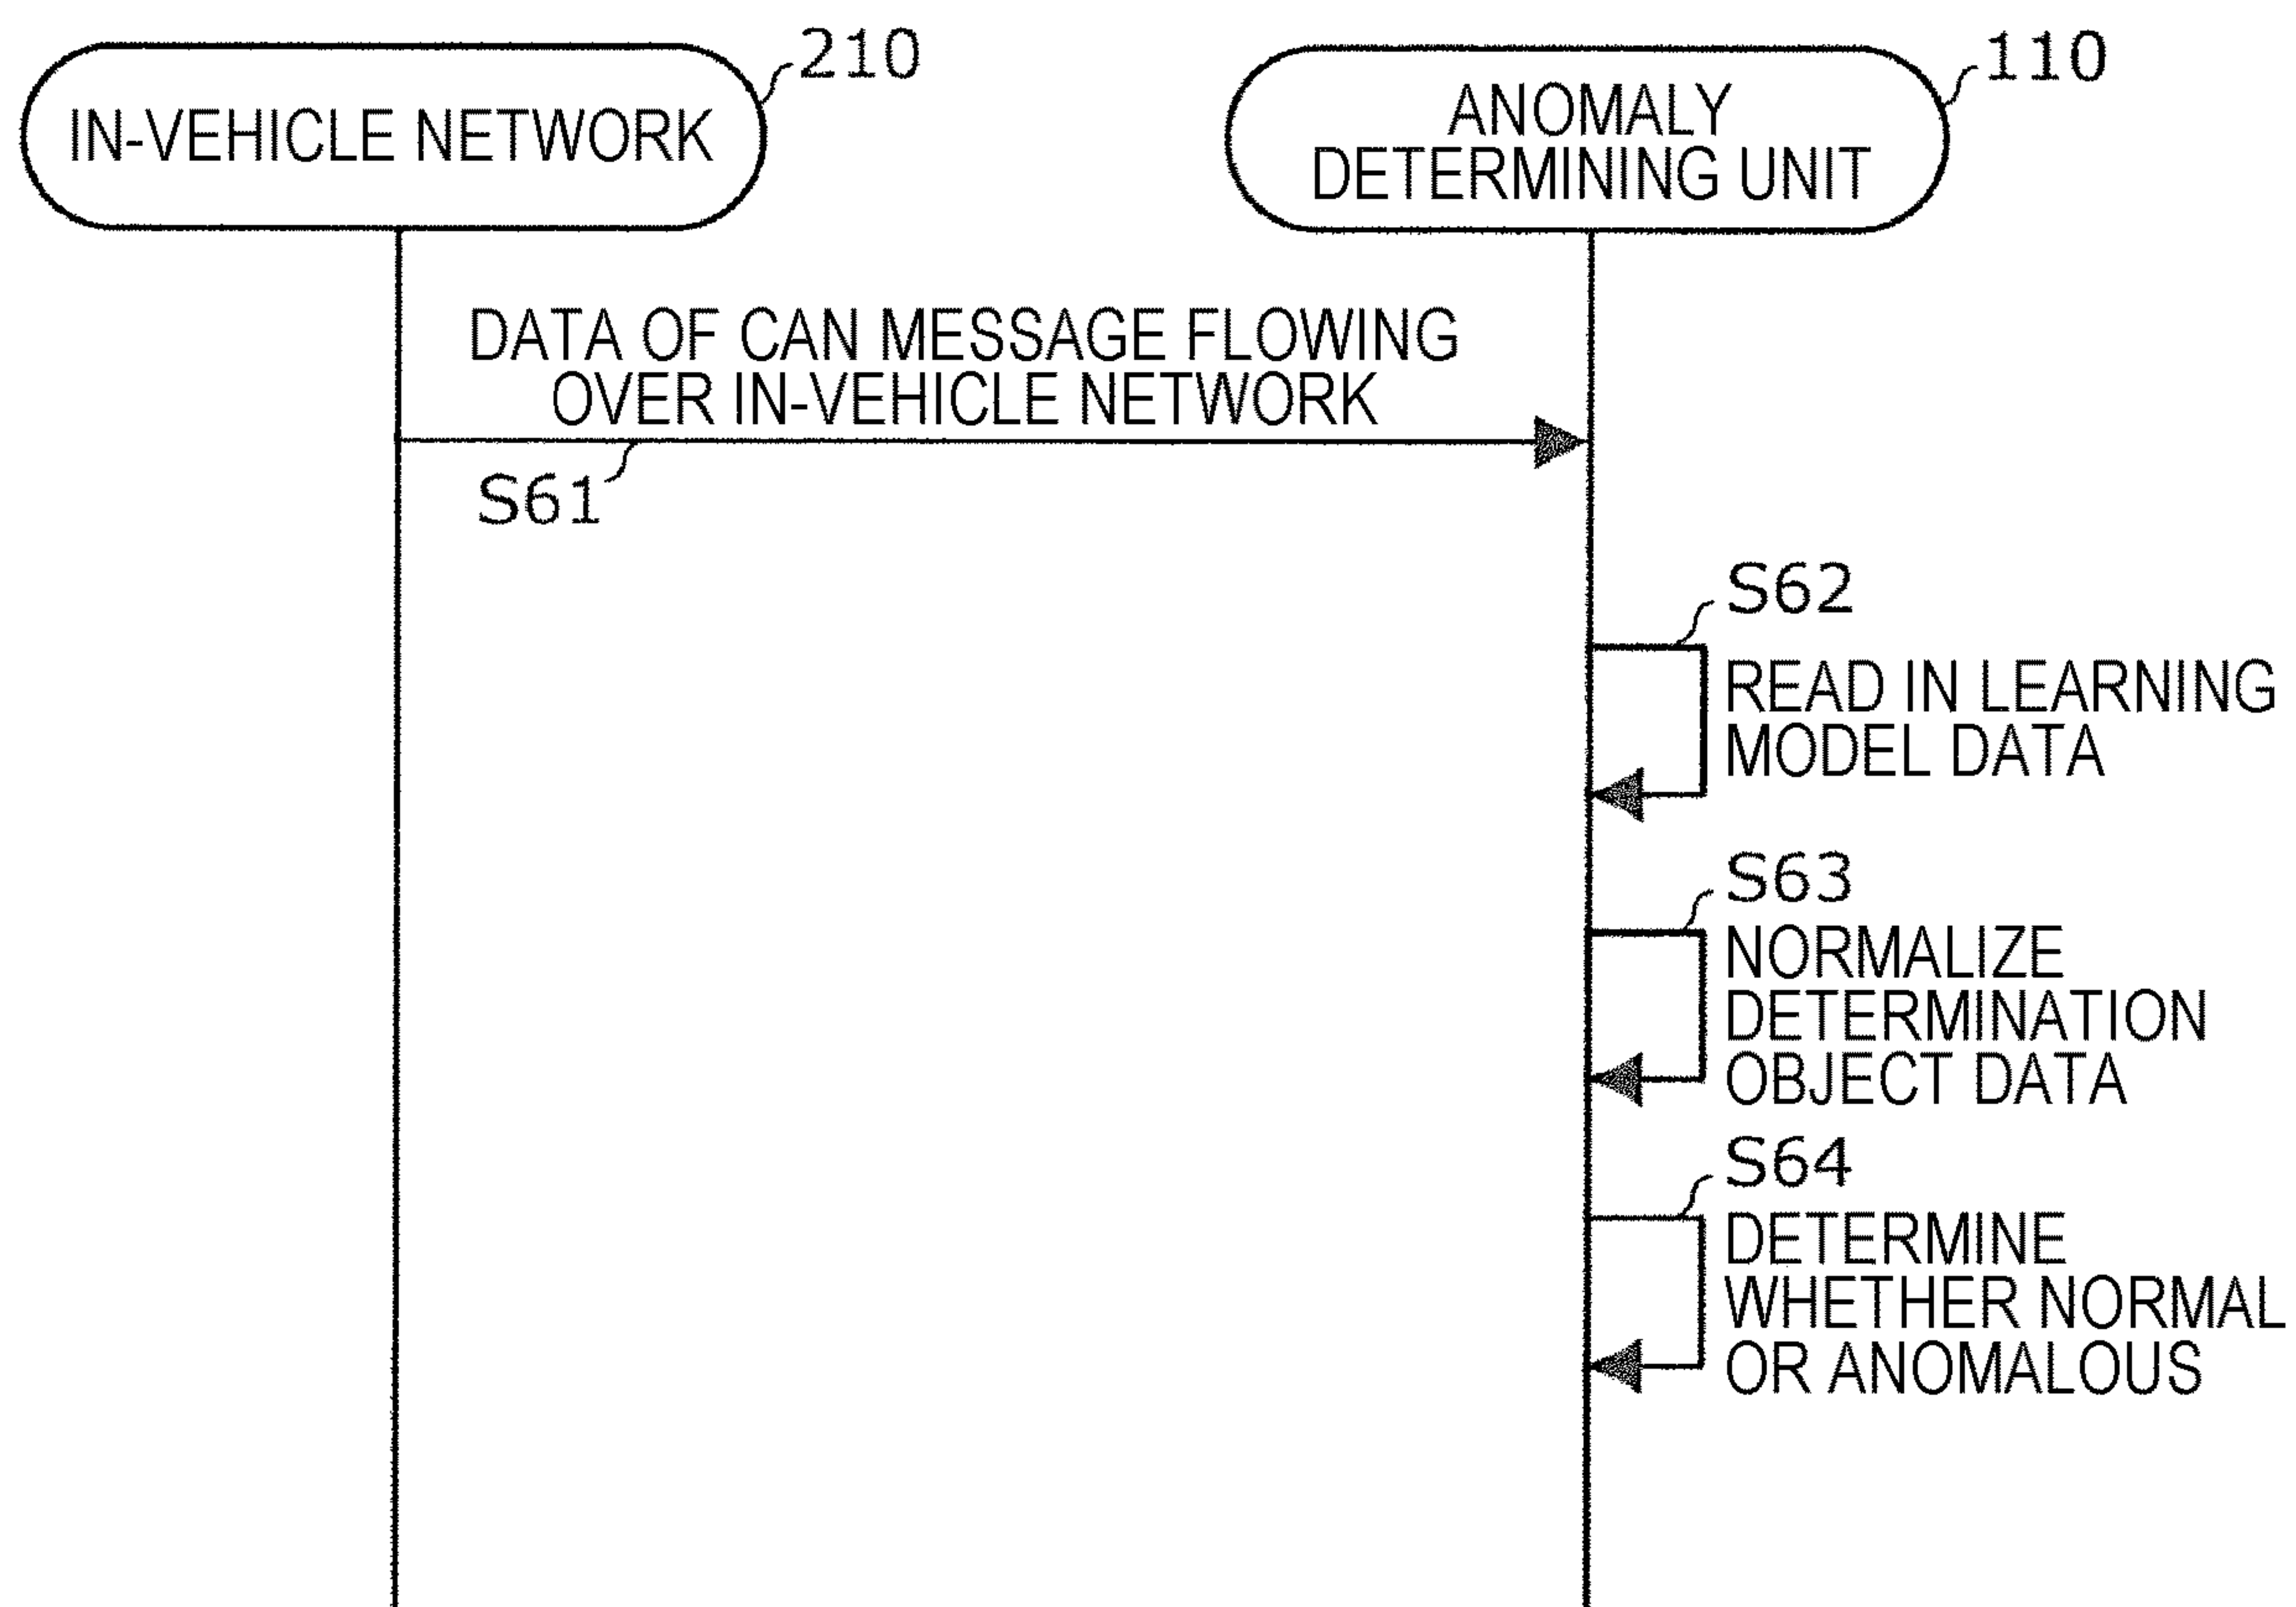 210
IN-VEHICLE NETWORK
110
ANOMALY
DETERMINING UNIT
DATA OF CAN MESSAGE FLOWING
OVER IN-VEHICLE NETWORK
S61
S62
READ IN LEARNING
MODEL DATA
S63
NORMALIZE
DETERMINATION
OBJECT DATA
S64
DETERMINE
WHETHER NORMAL
OR ANOMALOUS